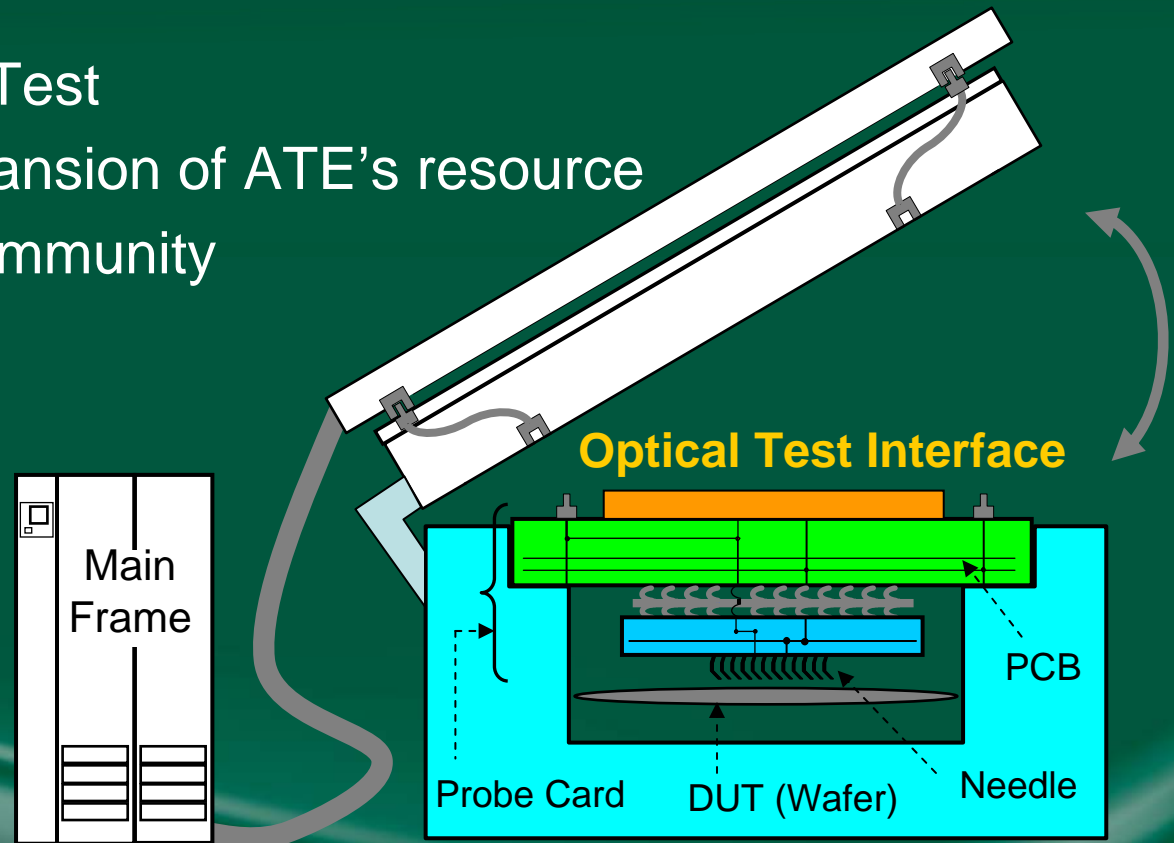 Test
ansion of ATE's resource
mmunity
Optical Test Interface
Main
Frame
PCB
Probe Card
DUT (Wafer)
Needle